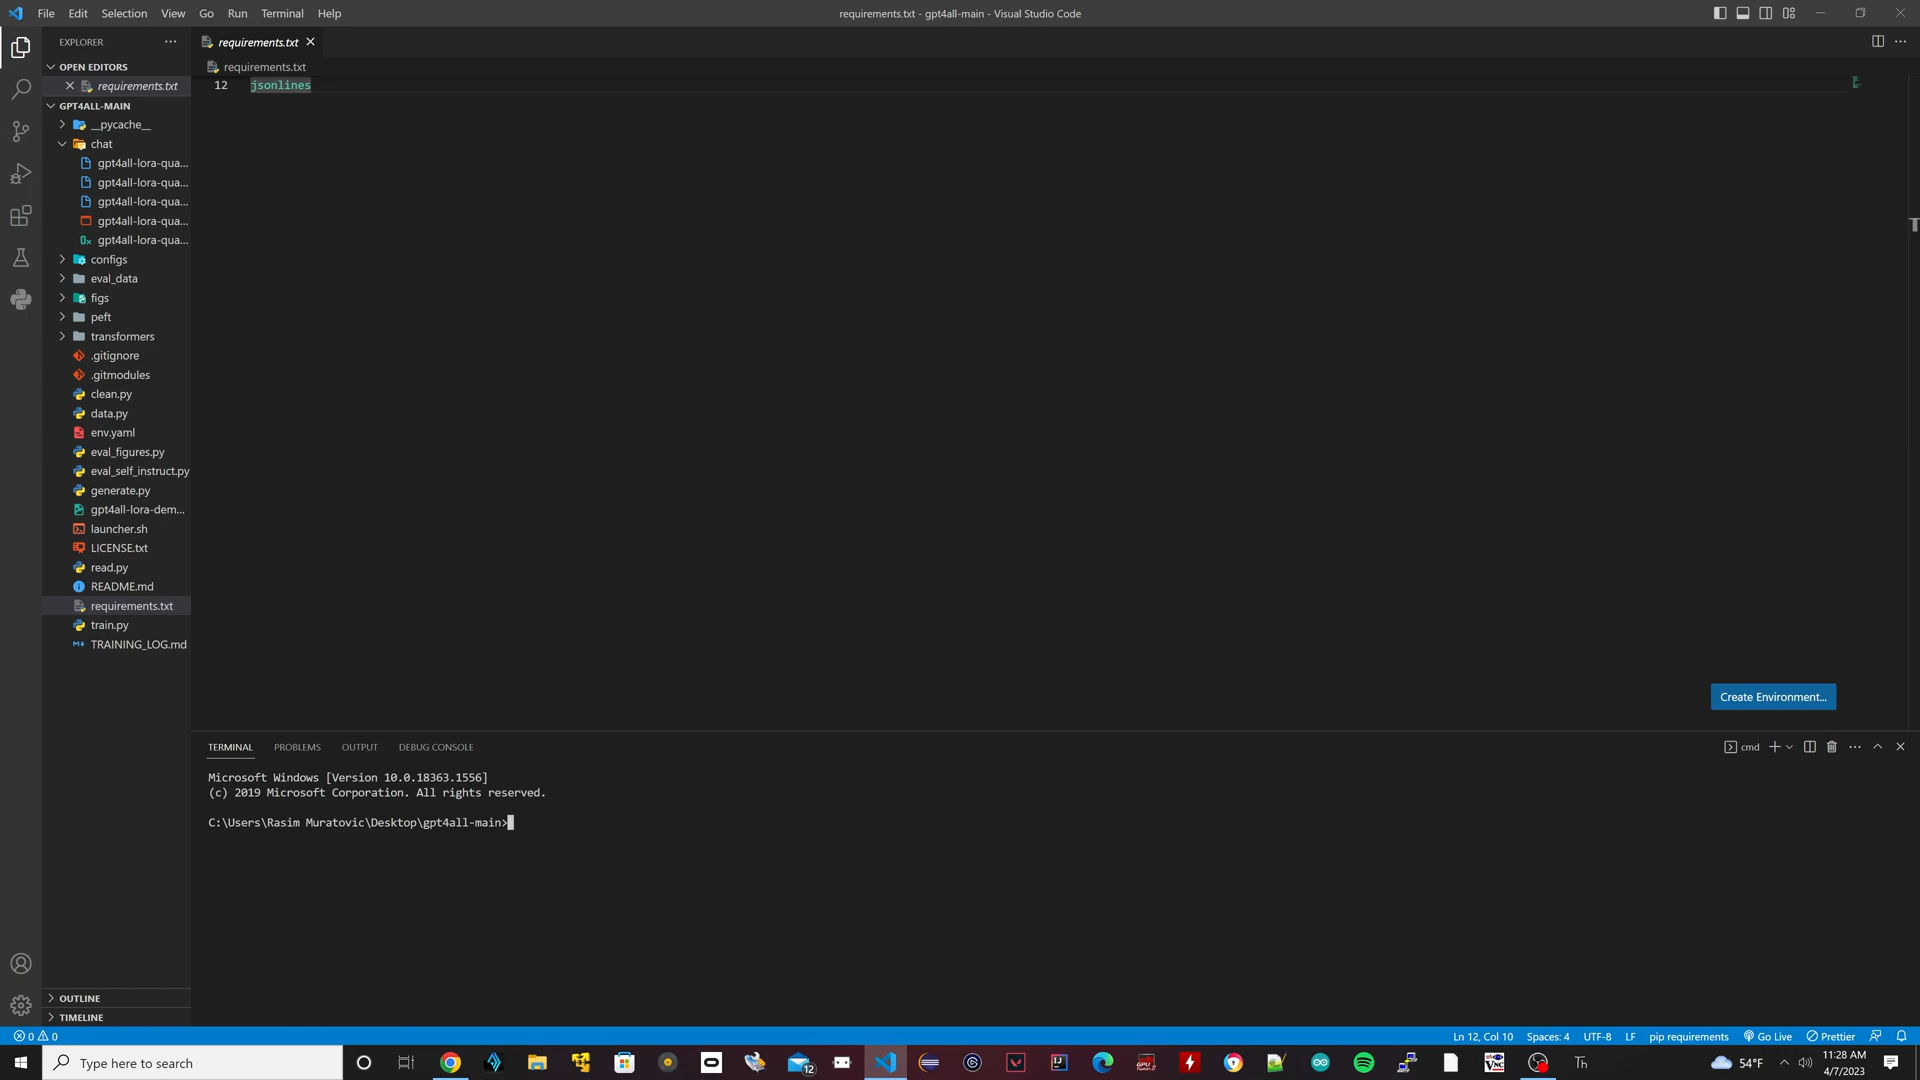 File Edit Selection View Go Run Terminal Help
requirements.txt - gpt4all-main - Visual Studio Code
EXPLORER
OPEN EDITORS
requirements.txt
GPT4ALL-MAIN
__pycache__
chat
gpt4all-lora-qua...
gpt4all-lora-qua...
gpt4all-lora-qua...
gpt4all-lora-qua...
gpt4all-lora-qua...
configs
eval_data
figs
peft
transformers
.gitignore
.gitmodules
clean.py
data.py
env.yaml
eval_figures.py
eval_self_instruct.py
generate.py
gpt4all-lora-dem...
launcher.sh
LICENSE.txt
read.py
README.md
requirements.txt
train.py
TRAINING_LOG.md
OUTLINE
TIMELINE
requirements.txt
requirements.txt
12 jsonlines
Create Environment...
TERMINAL PROBLEMS OUTPUT DEBUG CONSOLE
cmd
Microsoft Windows [Version 10.0.18363.1556]
(c) 2019 Microsoft Corporation. All rights reserved.
C:\Users\Rasim Muratovic\Desktop\gpt4all-main>
0 0
Ln 12, Col 10 Spaces: 4 UTF-8 LF pip requirements Go Live Prettier
Type here to search
12
Th
54°F
11:28 AM
4/7/2023